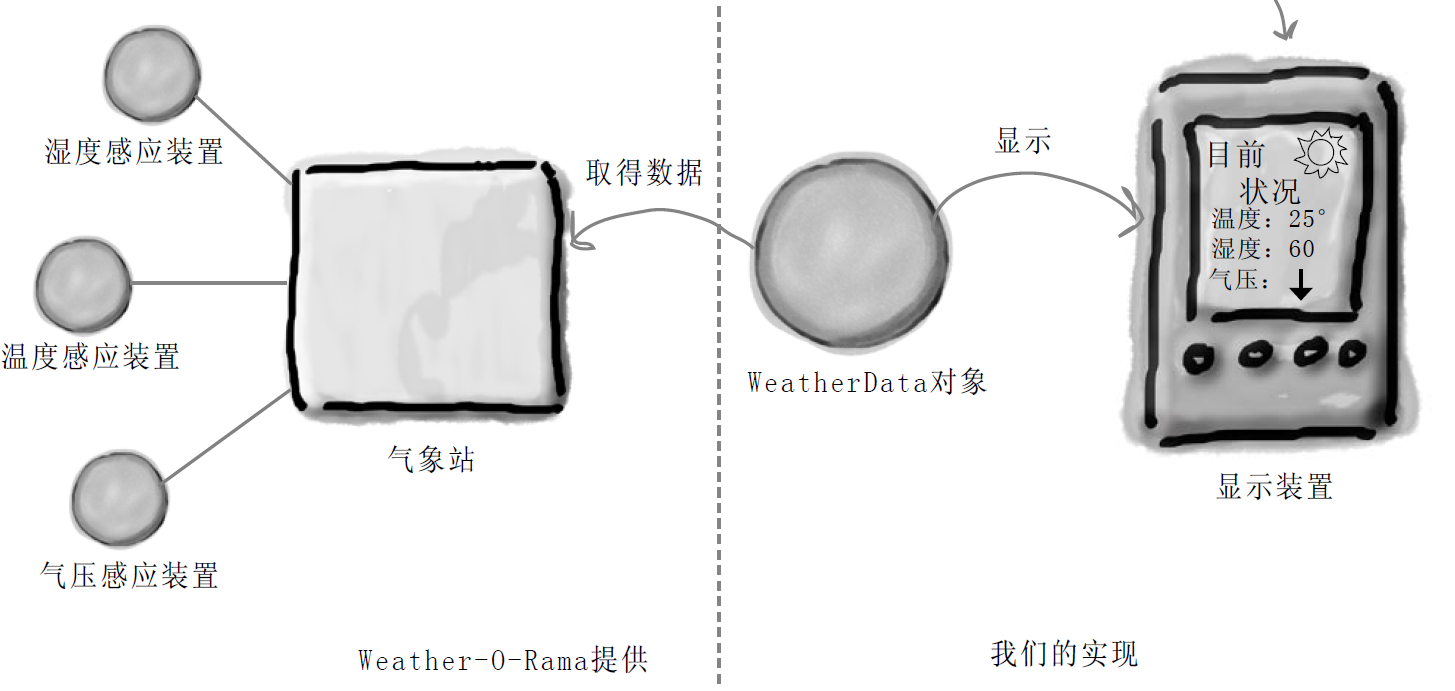 湿度感应装置
温度感应装置
气压感应装置
气象站
取得数据
Weather-O-Rama提供
WeatherData对象
显示
目前
状况
温度: 25°
湿度: 60
气压:
显示装置
我们的实现